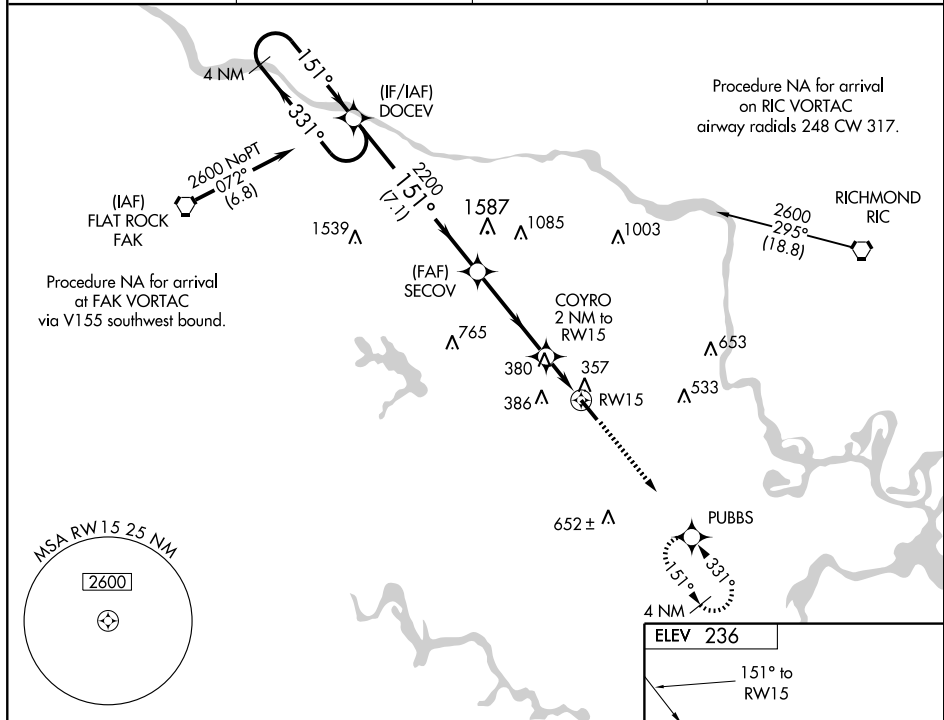 4 NM
151°
331°
(IF/IAF)
DOCEV
Procedure NA for arrival
on RIC VORTAC
airway radials 248 CW 317.
2600 NoPT
072°
(6.8)
(IAF)
FLAT ROCK
FAK
2200
151°
(7.1)
1539
1587
1085
1003
2600
295°
(18.8)
RICHMOND
RIC
Procedure NA for arrival
at FAK VORTAC
via V155 southwest bound.
(FAF)
SECOV
COYRO
2 NM to
RW15
765
380
357
386
RW15
653
533
652 ±
PUBBS
151°
331°
4 NM
MSA RW15 25 NM
2600
ELEV 236
151° to
RW15